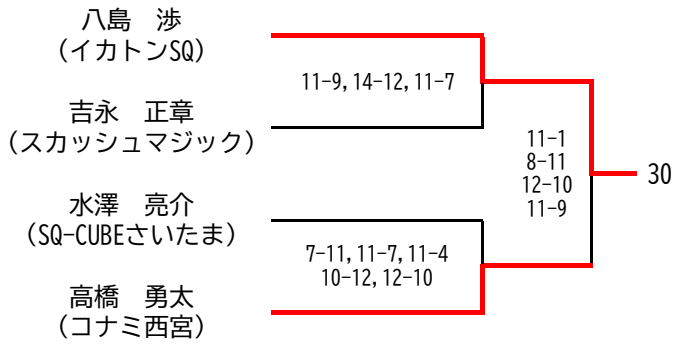 八島　渉
（イカトンSQ）
11-9,14-12,11-7
吉永　正章
（スカッシュマジック）
11-1
8-11
12-10
11-9
30
水澤　亮介
（SQ-CUBEさいたま）
7-11,11-7,11-4
10-12,12-10
高橋　勇太
（コナミ西宮）